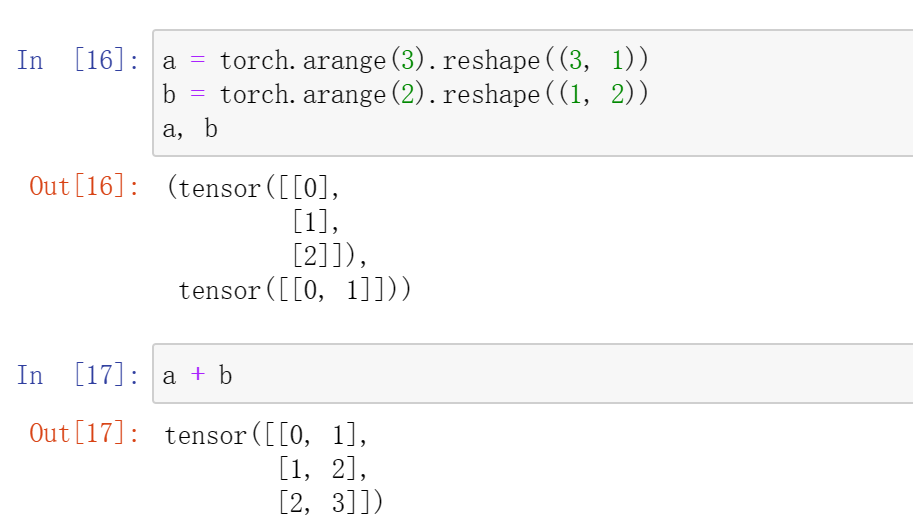 In [16]: a = torch.arange(3).reshape((3, 1))
b = torch.arange(2).reshape((1, 2))
a, b
Out[16]: (tensor([[0],
[1],
[2]]),
tensor([[0, 1]]))
In [17]: a + b
Out[17]: tensor([[0, 1],
[1, 2],
[2, 3]])